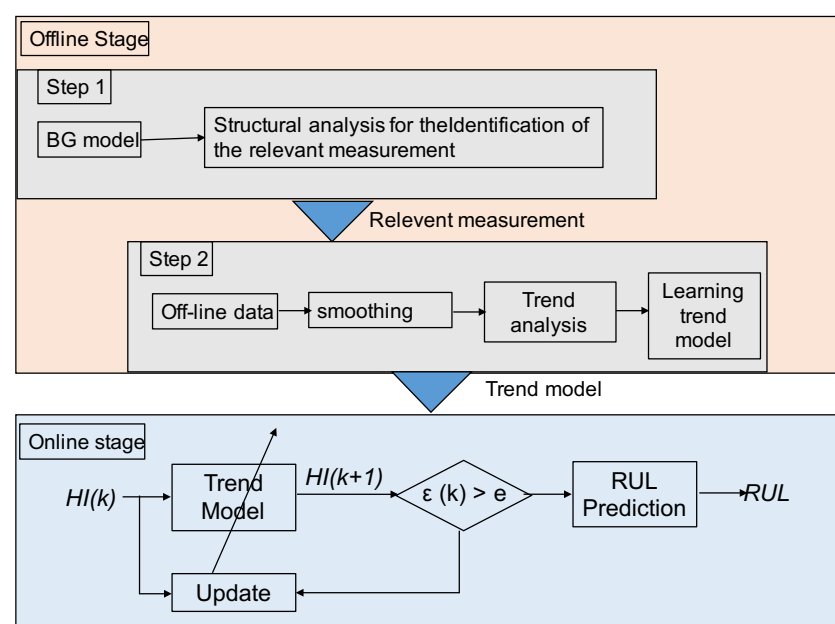 Offline Stage
Step 1
BG model
Structural analysis for theIdentification of
the relevant measurement
Relevent measurement
Step 2
Off-line data
smoothing
Trend
analysis
Learning
trend
model
Trend model
Online stage
HI(k)
Trend
Model
HI(k+1)
ε (k) > e
RUL
Prediction
RUL
Update